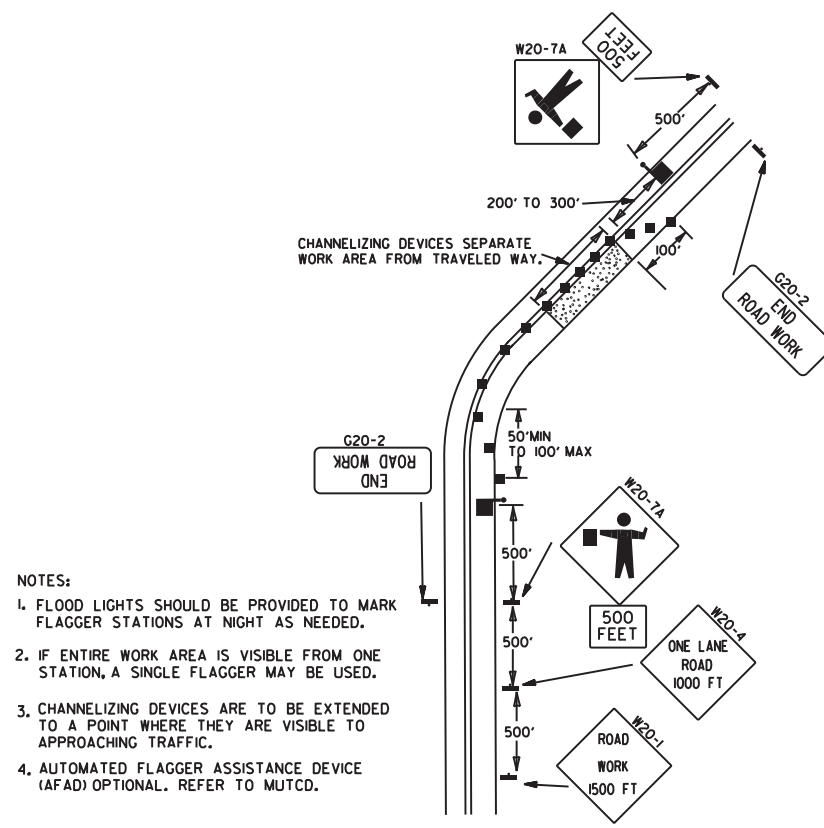 W20-7A
500
FEET
500'
200' TO 300'
CHANNELIZING DEVICES SEPARATE
WORK AREA FROM TRAVELED WAY.
100'
G20-2
END
ROAD WORK
50'MIN
TO 100' MAX
G20-2
END
ROAD WORK
W20-7A
500'
500
FEET
W20-4
ONE LANE
ROAD
1000 FT
500'
W20-1
ROAD
WORK
1500 FT
500'
NOTES:
1. FLOOD LIGHTS SHOULD BE PROVIDED TO MARK
FLAGGER STATIONS AT NIGHT AS NEEDED.
2. IF ENTIRE WORK AREA IS VISIBLE FROM ONE
STATION, A SINGLE FLAGGER MAY BE USED.
3. CHANNELIZING DEVICES ARE TO BE EXTENDED
TO A POINT WHERE THEY ARE VISIBLE TO
APPROACHING TRAFFIC.
4. AUTOMATED FLAGGER ASSISTANCE DEVICE
(AFAD) OPTIONAL. REFER TO MUTCD.